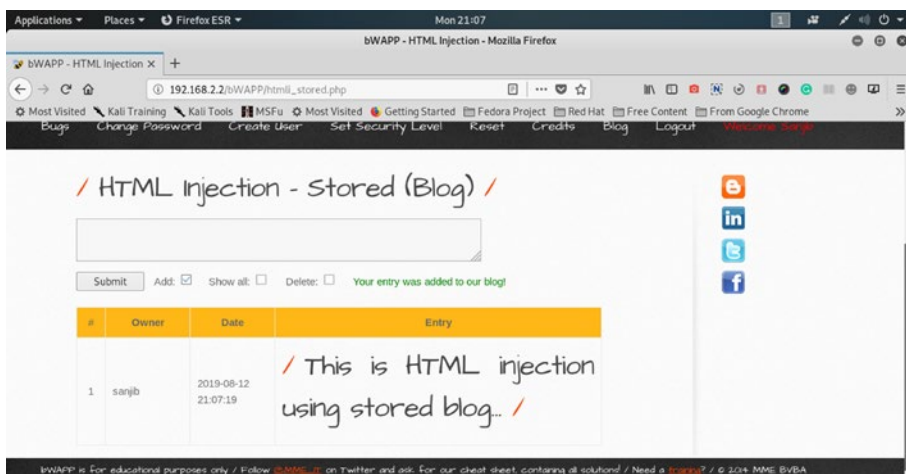 Applications Places Firefox ESR Mon 21:07 1
bWAPP - HTML Injection - Mozilla Firefox
bWAPP - HTML Injection × +
192.168.2.2/bWAPP/htmli_stored.php
Most Visited Kali Training Kali Tools MSFu Most Visited Getting Started Fedora Project Red Hat Free Content From Google Chrome »
Bugs Change Password Create User Set Security Level Reset Credits Blog Logout Welcome Sanjib
/ HTML Injection - Stored (Blog) /
Submit Add: Show all: Delete: Your entry was added to our blog!
# Owner Date Entry
/ This is HTML injection
1 sanjib 2019-08-12
21:07:19
using stored blog... /
bWAPP is for educational purposes only / Follow @MME_IT on Twitter and ask for our cheat sheet, containing all solutions! / Need a training? / © 2014 MME BVBA